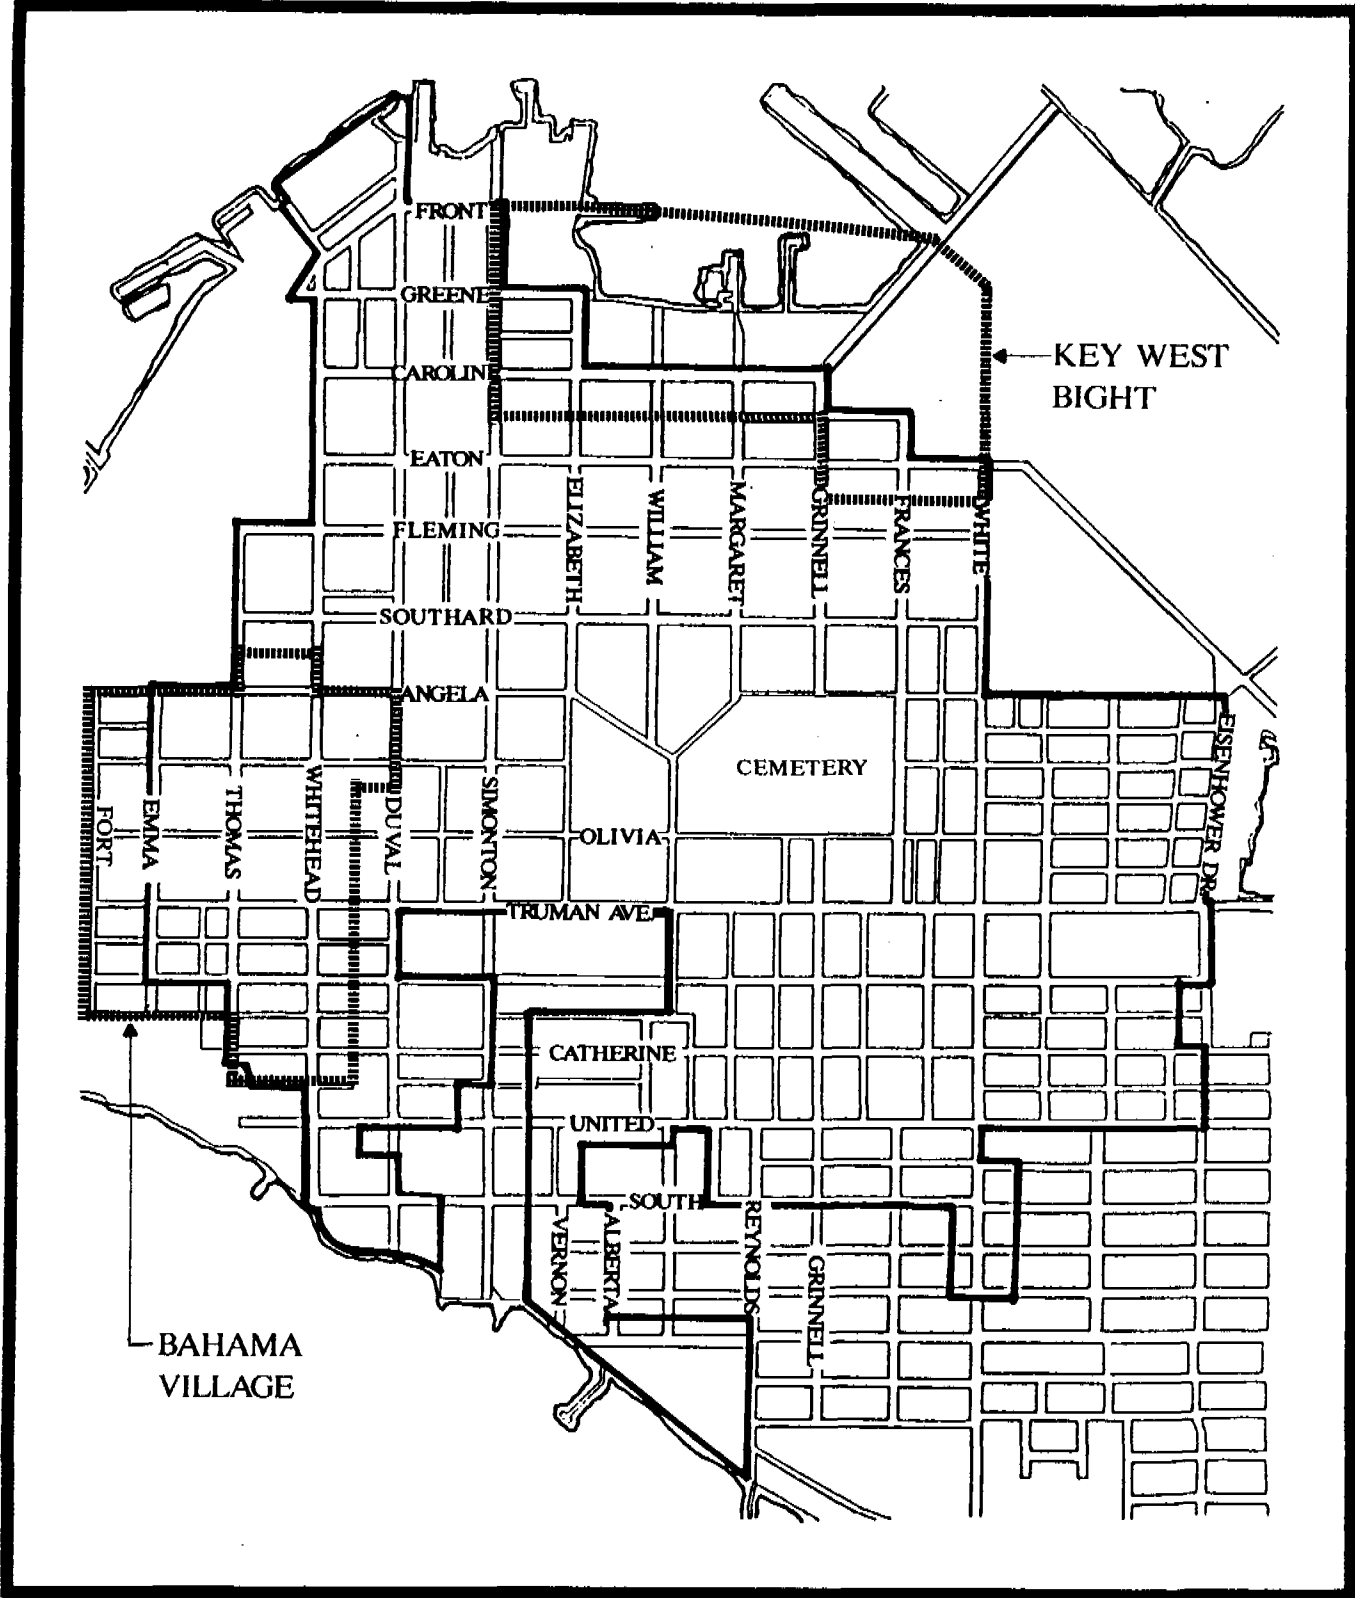 FRONT
GREENE
CAROLIN
KEY WEST
BIGHT
EATON
ELIZABETH
WILLIAM
MARGARET
GRINNELL
FRANCES
WHITE
FLEMING
SOUTHARD
ANGELA
EISENHOWER DR.
CEMETERY
FORT
EMMA
THOMAS
WHITEHEAD
DUVAL
SIMONTON
OLIVIA
TRUMAN AVE.
CATHERINE
UNITED
SOUTH
VERNON
ALBERTA
REYNOLDS
GRINNELL
BAHAMA
VILLAGE